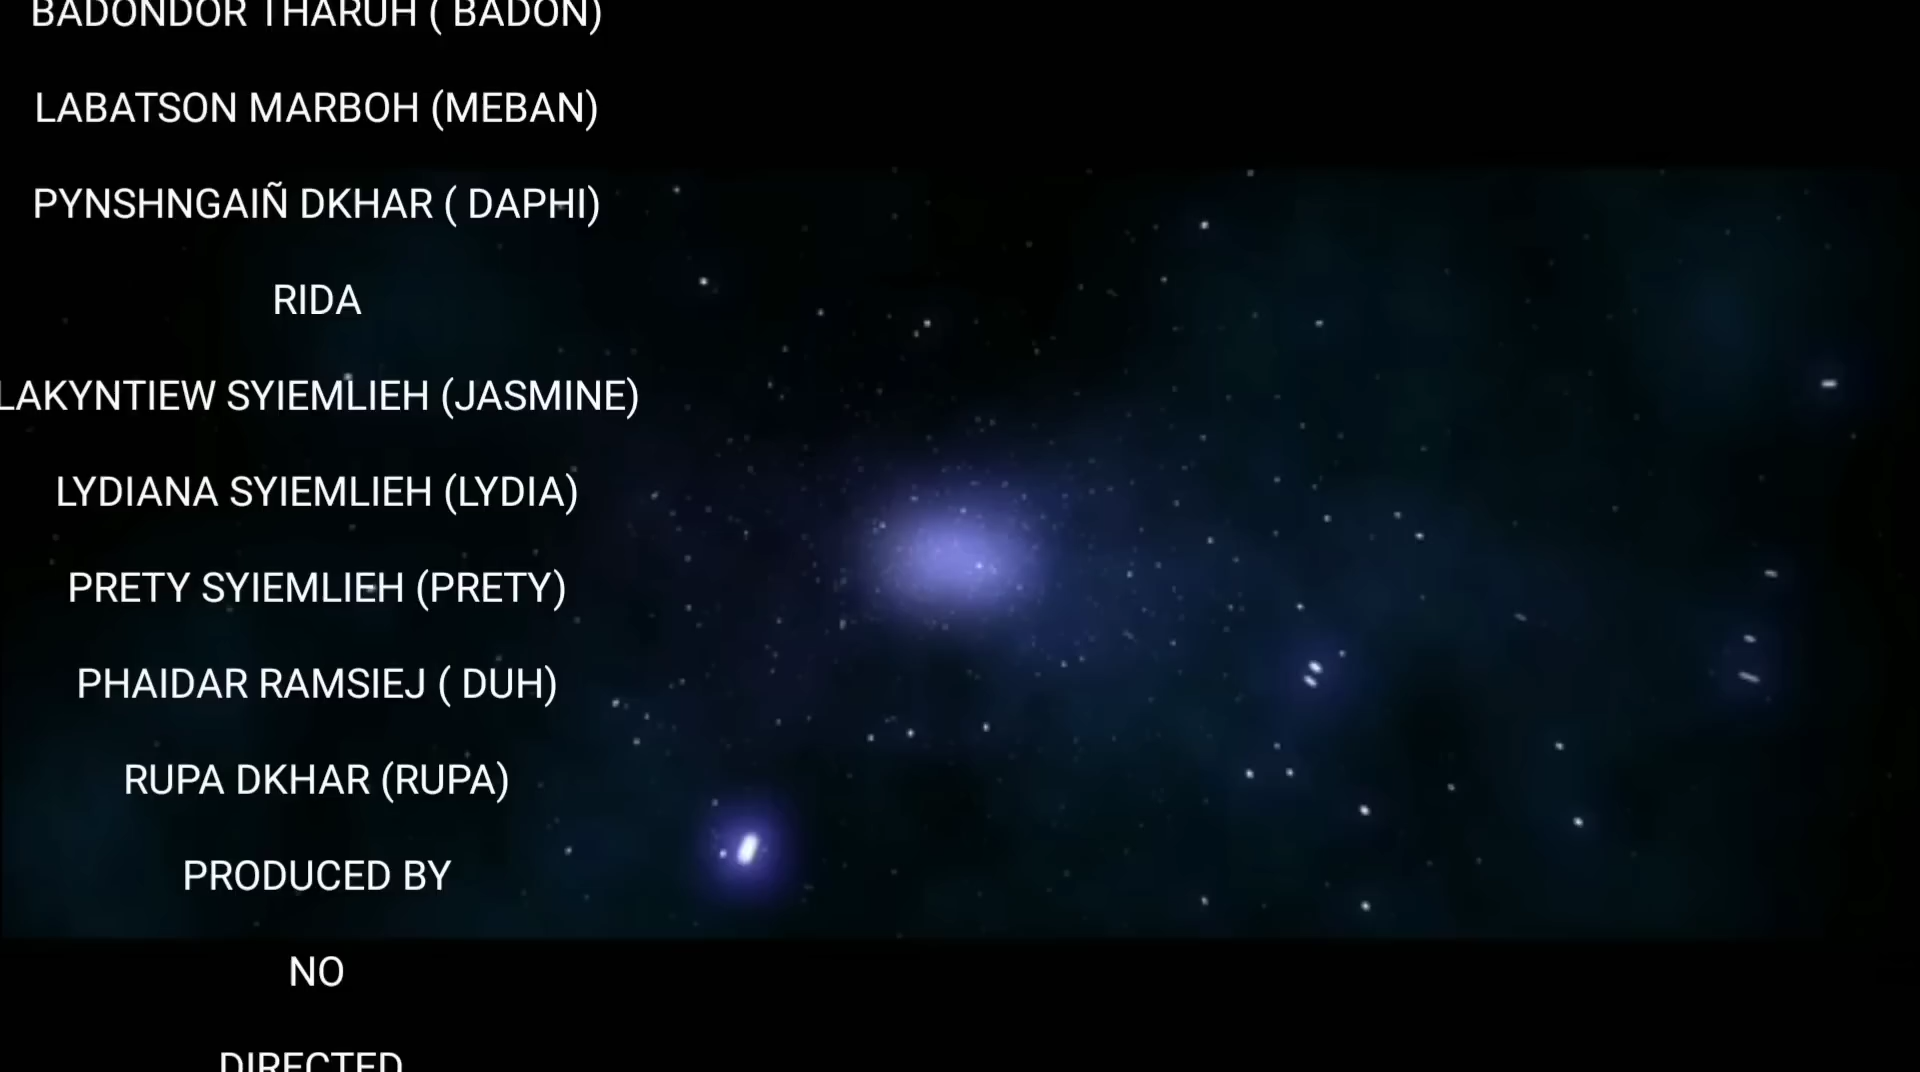 BADONDOR THARUH ( BADON)
LABATSON MARBOH (MEBAN)
PYNSHNGAIÑ DKHAR ( DAPHI)
RIDA
LAKYNTIEW SYIEMLIEH (JASMINE)
LYDIANA SYIEMLIEH (LYDIA)
PRETY SYIEMLIEH (PRETY)
PHAIDAR RAMSIEJ ( DUH)
RUPA DKHAR (RUPA)
PRODUCED BY
NO
DIRECTED